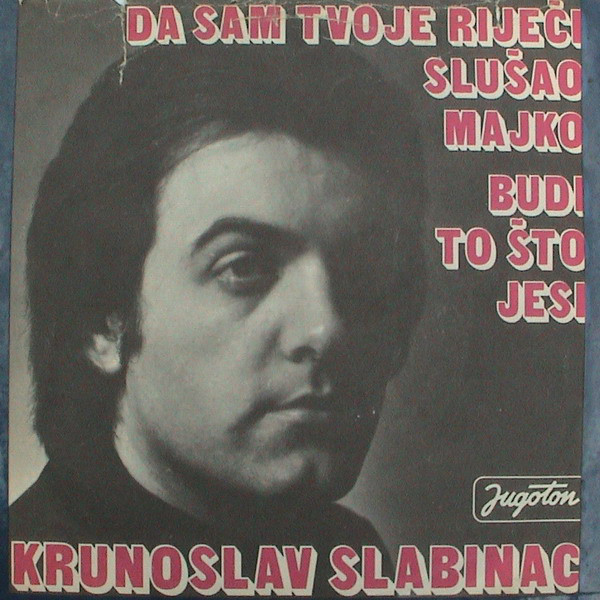 DA SAM TVOJE RIJEČI
SLUŠAO
MAJKO
BUDI
TO ŠTO
JESI
Jugoton
KRUNOSLAV SLABINAC